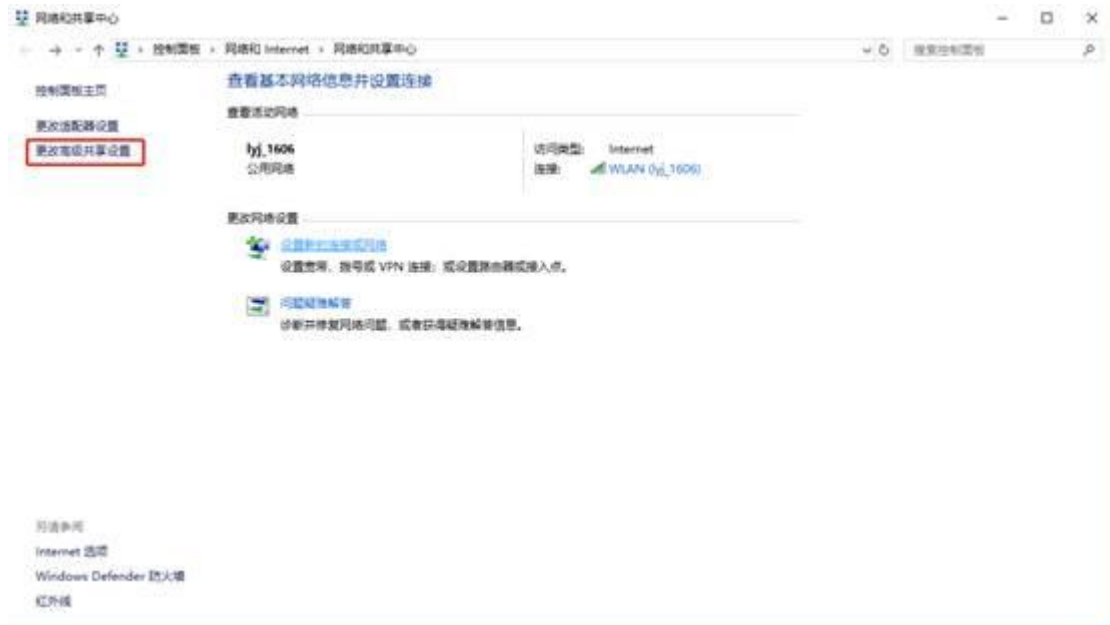 网络和共享中心
控制面板 › 网络和 Internet › 网络和共享中心
搜索控制面板
控制面板主页
更改适配器设置
更改高级共享设置
查看基本网络信息并设置连接
查看活动网络
lyj_1606
公用网络
访问类型: Internet
连接: WLAN (lyj_1606)
更改网络设置
设置新的连接或网络
设置宽带、拨号或 VPN 连接；或设置路由器或接入点。
问题疑难解答
诊断并修复网络问题，或者获得疑难解答信息。
另请参阅
Internet 选项
Windows Defender 防火墙
红外线